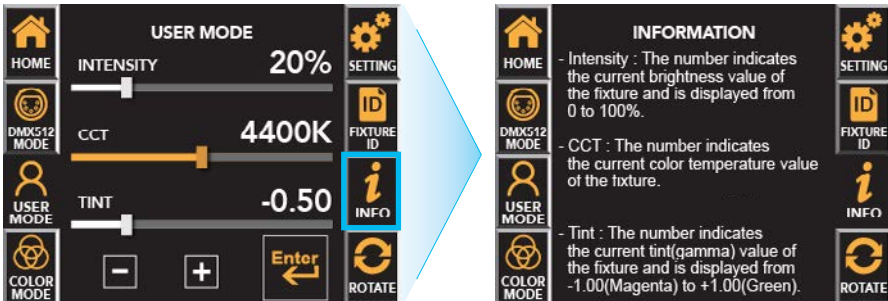 HOME
DMX512
MODE
USER
MODE
COLOR
MODE
USER MODE
INTENSITY 20%
CCT 4400K
TINT -0.50
- + Enter
SETTING
ID
FIXTURE
ID
i
INFO
ROTATE
HOME
DMX512
MODE
USER
MODE
COLOR
MODE
INFORMATION
- Intensity : The number indicates
the current brightness value of
the fixture and is displayed from
0 to 100%.
- CCT : The number indicates
the current color temperature value
of the fixture.
- Tint : The number indicates
the current tint(gamma) value of
the fixture and is displayed from
-1.00(Magenta) to +1.00(Green).
SETTING
ID
FIXTURE
ID
i
INFO
ROTATE